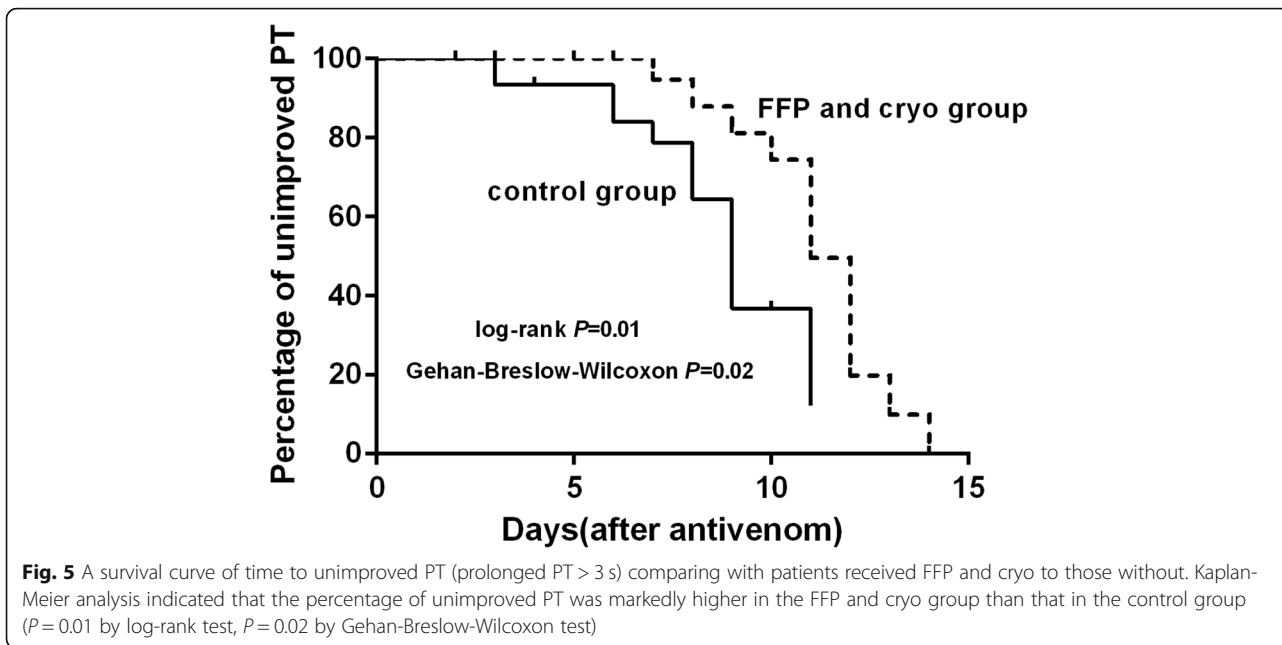 Percentage of unimproved PT
100
80
60
40
20
0
0
5
10
15
FFP and cryo group
control group
log-rank P=0.01
Gehan-Breslow-Wilcoxon P=0.02
Days(after antivenom)
Fig. 5 A survival curve of time to unimproved PT (prolonged PT > 3 s) comparing with patients received FFP and cryo to those without. Kaplan-
Meier analysis indicated that the percentage of unimproved PT was markedly higher in the FFP and cryo group than that in the control group
(P = 0.01 by log-rank test, P = 0.02 by Gehan-Breslow-Wilcoxon test)